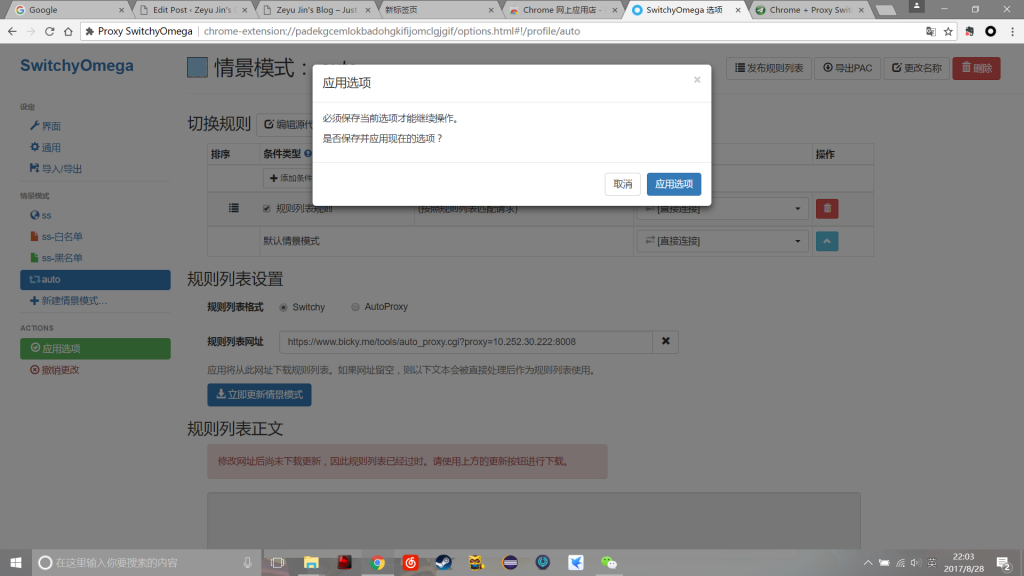 Google
Edit Post ‹ Zeyu Jin's
Zeyu Jin's Blog – Just
新标签页
Chrome 网上应用店 -
SwitchyOmega 选项
Chrome + Proxy Swit
Proxy SwitchyOmega
chrome-extension://padekgcemlokbadohgkifijomclgjgif/options.html#!/profile/auto
SwitchyOmega
设定
界面
通用
导入/导出
情景模式
ss
ss-白名单
ss-黑名单
auto
新建情景模式…
ACTIONS
应用选项
撤销更改
情景模式：
发布规则列表
导出PAC
更改名称
删除
切换规则
编辑源代
排序
条件类型
操作
添加条件
规则列表规则
(按照规则列表匹配请求)
[直接连接]
默认情景模式
[直接连接]
应用选项
×
必须保存当前选项才能继续操作。
是否保存并应用现在的选项？
取消
应用选项
规则列表设置
规则列表格式
Switchy
AutoProxy
规则列表网址
https://www.bicky.me/tools/auto_proxy.cgi?proxy=10.252.30.222:8008
应用将从此网址下载规则列表。如果网址留空，则以下文本会被直接处理后作为规则列表使用。
立即更新情景模式
规则列表正文
修改网址后尚未下载更新，因此规则列表已经过时。请使用上方的更新按钮进行下载。
在这里输入你要搜索的内容
英
22:03
2017/8/28
2